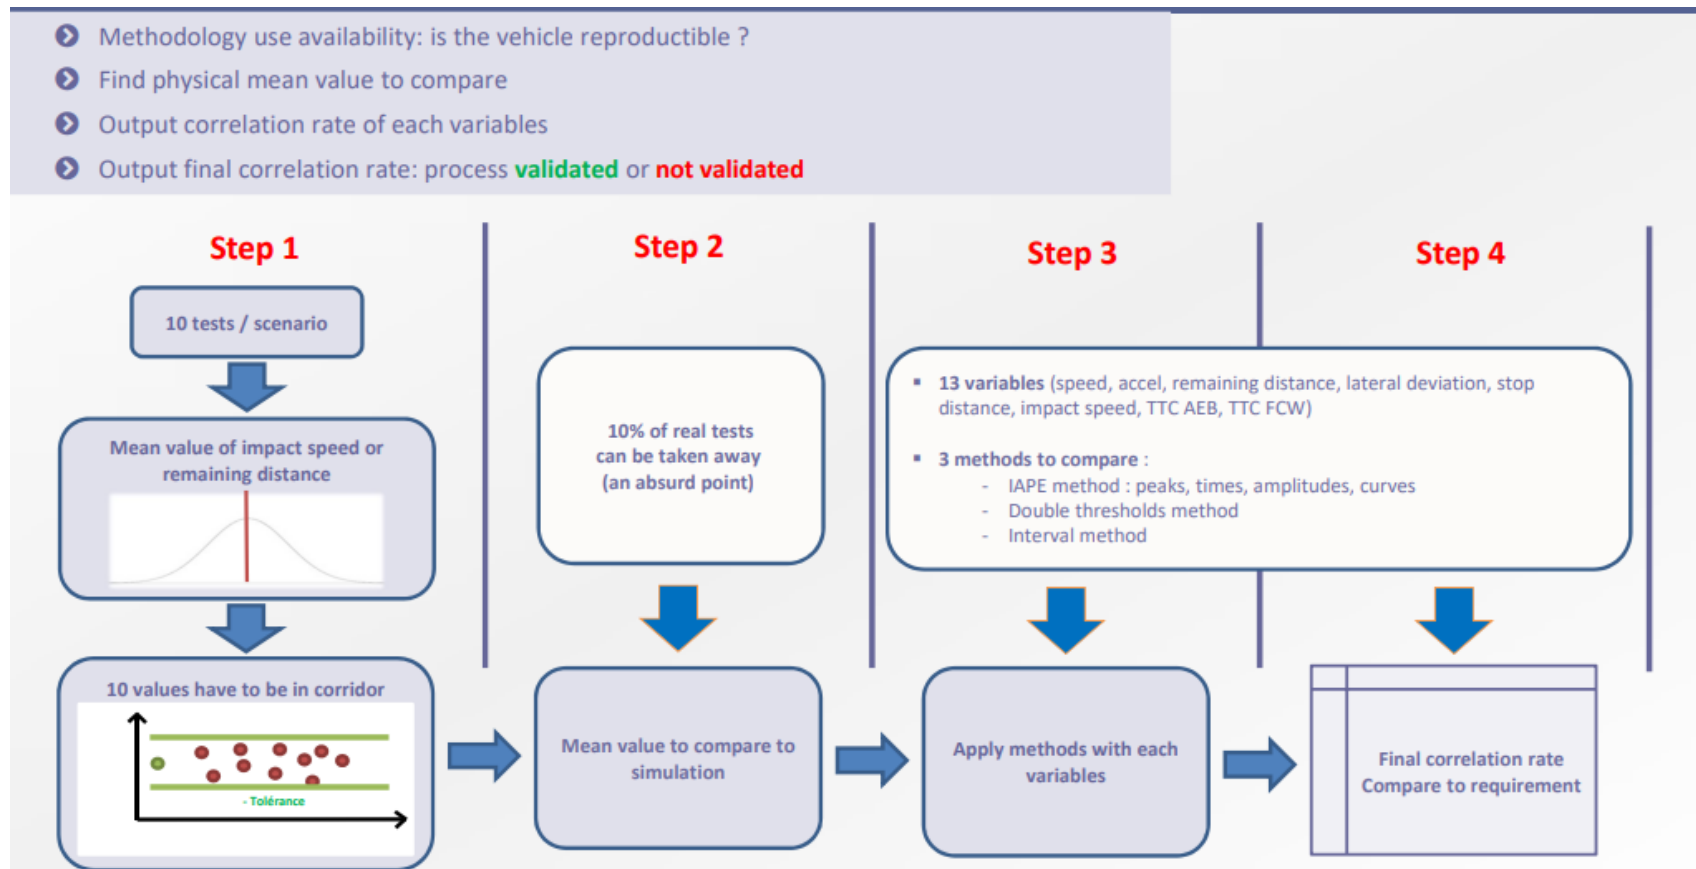 Methodology use availability: is the vehicle reproductible ?
Find physical mean value to compare
Output correlation rate of each variables
Output final correlation rate: process validated or not validated
Step 1
10 tests / scenario
Mean value of impact speed or
remaining distance
10 values have to be in corridor
- Tolérance
Step 2
10% of real tests
can be taken away
(an absurd point)
Mean value to compare to
simulation
Step 3
Step 4
▪ 13 variables (speed, accel, remaining distance, lateral deviation, stop
distance, impact speed, TTC AEB, TTC FCW)
▪ 3 methods to compare :
- IAPE method : peaks, times, amplitudes, curves
- Double thresholds method
- Interval method
Apply methods with each
variables
Final correlation rate
Compare to requirement